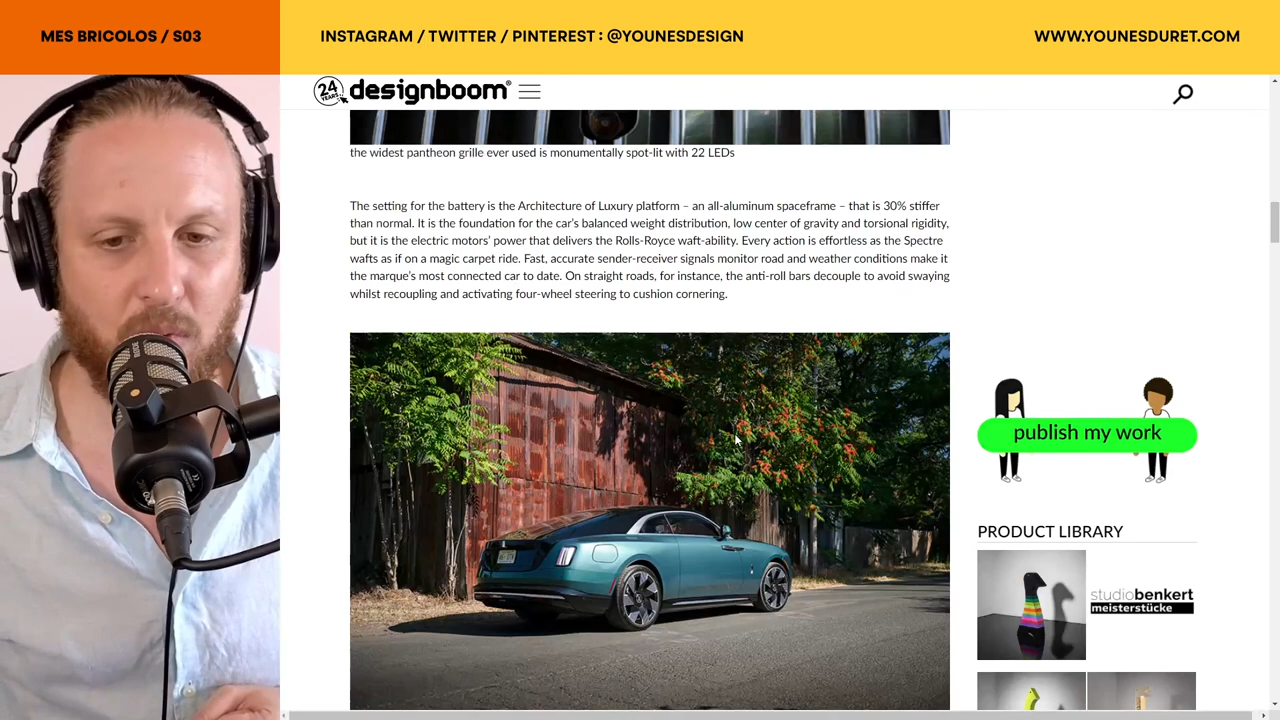 MES BRICOLOS / S03
INSTAGRAM / TWITTER / PINTEREST : @YOUNESDESIGN
WWW.YOUNESDURET.COM
24
YEARS
designboom®
the widest pantheon grille ever used is monumentally spot-lit with 22 LEDs
The setting for the battery is the Architecture of Luxury platform – an all-aluminum spaceframe – that is 30% stiffer
than normal. It is the foundation for the car's balanced weight distribution, low center of gravity and torsional rigidity,
but it is the electric motors' power that delivers the Rolls-Royce waft-ability. Every action is effortless as the Spectre
wafts as if on a magic carpet ride. Fast, accurate sender-receiver signals monitor road and weather conditions make it
the marque's most connected car to date. On straight roads, for instance, the anti-roll bars decouple to avoid swaying
whilst recoupling and activating four-wheel steering to cushion cornering.
publish my work
PRODUCT LIBRARY
studiobenkert
meisterstücke